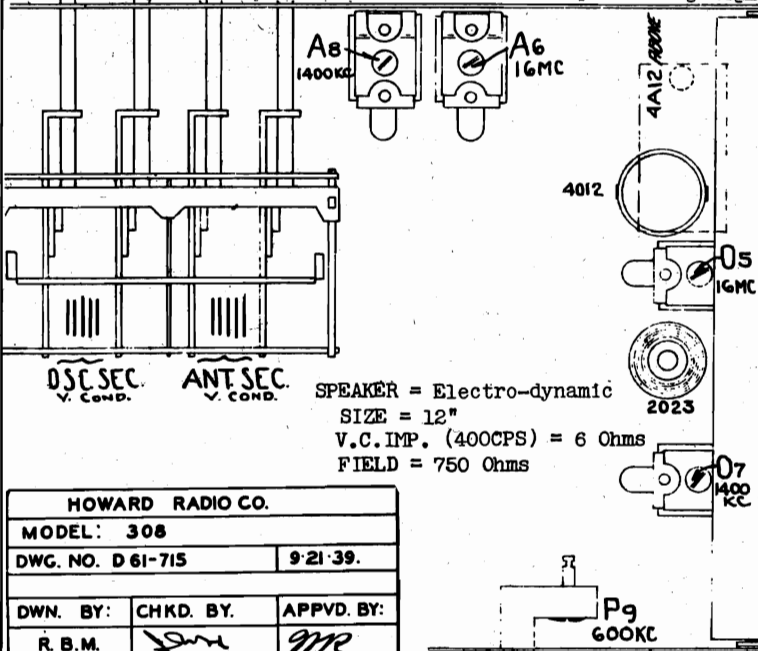 A8
1400KC
A6
16MC
4A12 ABOVE
4012
O5
16MC
2023
OSC. SEC.
V. COND.
ANT. SEC.
V. COND.
SPEAKER = Electro-dynamic
SIZE = 12"
V.C.IMP. (400CPS) = 6 Ohms
FIELD = 750 Ohms
O7
1400
KC
P9
600KC
HOWARD RADIO CO.
MODEL: 308
DWG. NO. D 61-715 9·21·39.
DWN. BY: CHKD. BY. APPVD. BY:
R. B. M.